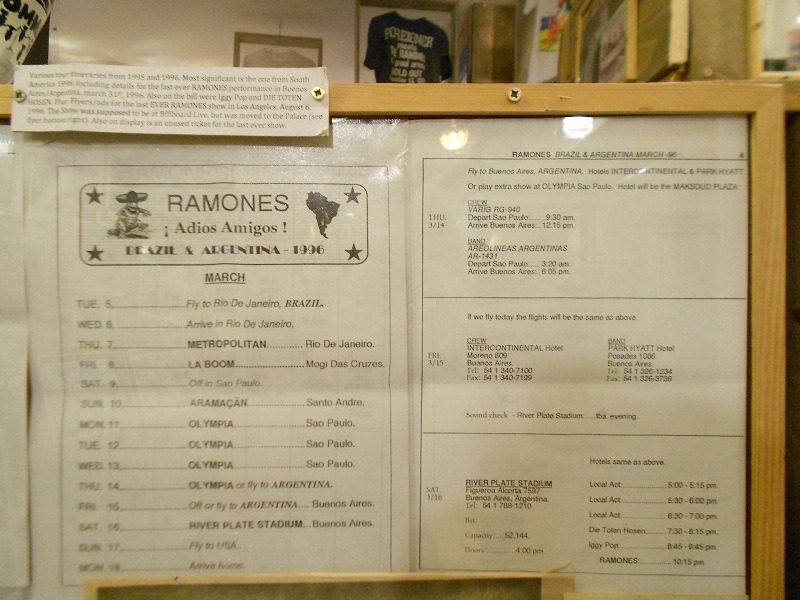 Various tour iteneraries from 1995 and 1996. Most significant is the one from South
America 1996, including details for the last ever RAMONES performance in Buenos
Aires/Argentina, march 31st, 1996. Also on the bill were Iggy Pop and DIE TOTEN
HOSEN. Plus Flyers/ads for the last EVER RAMONES show in Los Angeles, August 6,
1996. The Show was supposed to be at Billboard Live, but was moved to the Palace (see
flyer bottom right). Also on display is an unused ticket for the last ever show.
FOREIGNER
meets
THE RAMONES
SOLD OUT
RAMONES
¡ Adios Amigos !
BRAZIL & ARGENTINA - 1996
MARCH
TUE. 5, Fly to Rio De Janeiro, BRAZIL.
WED. 6, Arrive in Rio De Janeiro.
THU. 7, METROPOLITAN Rio De Janeiro.
FRI. 8, LA BOOM Mogi Das Cruzes.
SAT. 9, Off in Sao Paulo.
SUN. 10, ARAMAÇÃN Santo Andre.
MON. 11, OLYMPIA Sao Paulo.
TUE. 12, OLYMPIA Sao Paulo.
WED. 13, OLYMPIA Sao Paulo.
THU. 14, OLYMPIA or fly to ARGENTINA.
FRI. 15, Off or fly to ARGENTINA.... Buenos Aires.
SAT. 16, RIVER PLATE STADIUM... Buenos Aires.
SUN. 17, Fly to USA.
MON. 18, Arrive home.
RAMONES BRAZIL & ARGENTINA MARCH -96 4
Fly to Buenos Aires, ARGENTINA. Hotels INTERCONTINENTAL & PARK HYATT.
Or play extra show at OLYMPIA Sao Paulo. Hotel will be the MAKSOUD PLAZA.
THU.
3/14
CREW
VARIG RG-940
Depart Sao Paulo:......9:30 am.
Arrive Buenos Aires:.. 12:15 pm.
BAND
AREOLINEAS ARGENTINAS
AR-1431
Depart Sao Paulo:.....3:20 am.
Arrive Buenos Aires:.. 6:05 pm.
If we fly today the flights will be the same as above.
FRI.
3/15
CREW
INTERCONTINENTAL Hotel
Moreno 809
Buenos Aires.
Tel: 54 1 340-7100
Fax: 54 1 340-7199
BAND
PARK HYATT Hotel
Posades 1086
Buenos Aires.
Tel: 54 1 326-1234
Fax: 54 1 326-3736
Sound check - River Plate Stadium:.....tba. evening.
SAT.
3/16
RIVER PLATE STADIUM
Figueroa Alcorta 7597
Buenos Aires, Argentina.
Tel: 54 1 788-1210
Capacity:....52,144.
Doors: 4:00 pm.
Hotels same as above.
Local Act 5:00 - 5:15 pm.
Local Act 5:30 - 6:00 pm.
Local Act 6:30 - 7:00 pm.
Die Toten Hosen 7:30 - 8:15 pm.
Iggy Pop 8:45 - 9:45 pm.
RAMONES 10:15 pm.